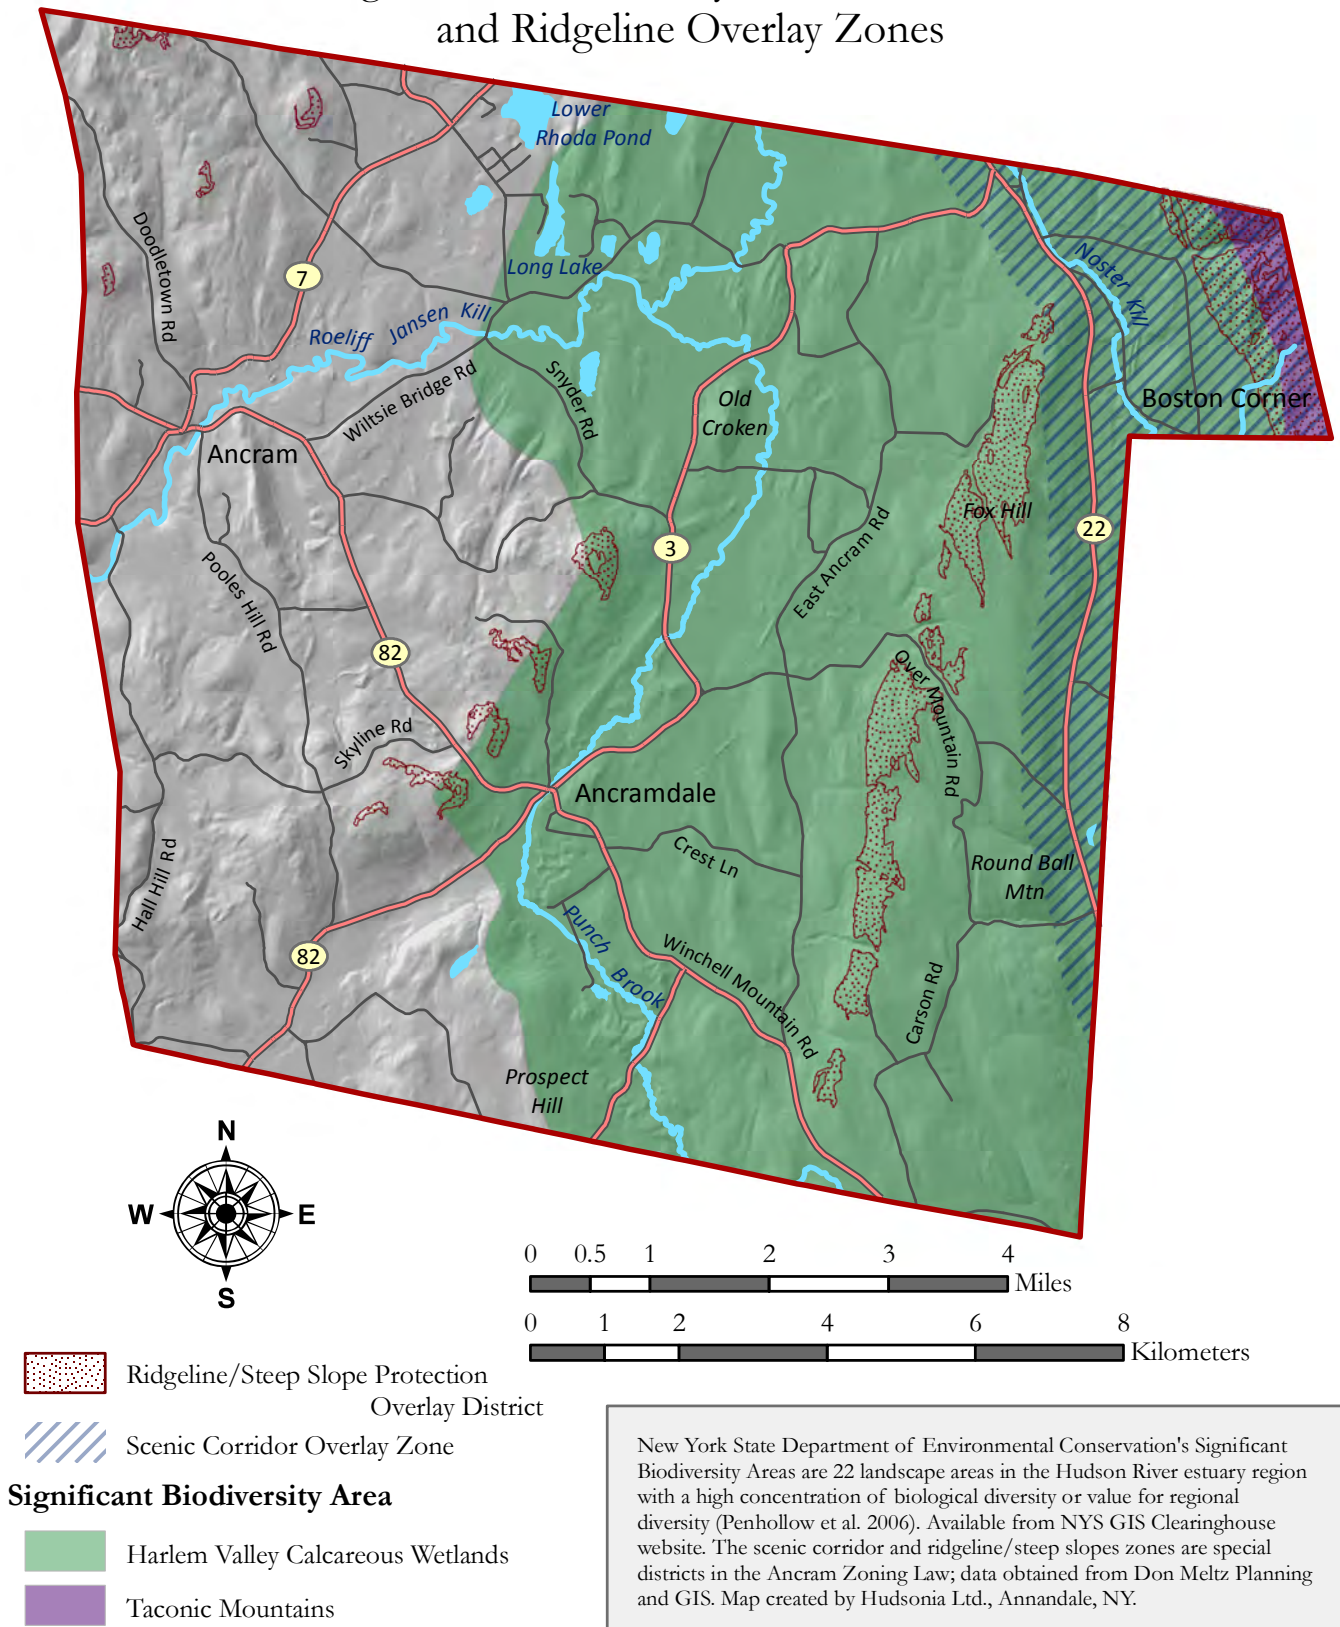 and Ridgeline Overlay Zones
Lower
Rhoda Pond
Doodletown Rd
7
Long Lake
Noster Kill
Roeliff Jansen Kill
Wiltsie Bridge Rd
Snyder Rd
Old
Croken
Boston Corner
Ancram
Fox Hill
22
3
East Ancram Rd
Pooles Hill Rd
82
Over Mountain Rd
Skyline Rd
Ancramdale
Crest Ln
Round Ball
Mtn
Hall Hill Rd
Punch Brook
Winchell Mountain Rd
82
Carson Rd
Prospect
Hill
N
W
E
S
0 0.5 1 2 3 4
Miles
0 1 2 4 6 8
Kilometers
Ridgeline/Steep Slope Protection
Overlay District
Scenic Corridor Overlay Zone
Significant Biodiversity Area
Harlem Valley Calcareous Wetlands
Taconic Mountains
New York State Department of Environmental Conservation's Significant
Biodiversity Areas are 22 landscape areas in the Hudson River estuary region
with a high concentration of biological diversity or value for regional
diversity (Penhollow et al. 2006). Available from NYS GIS Clearinghouse
website. The scenic corridor and ridgeline/steep slopes zones are special
districts in the Ancram Zoning Law; data obtained from Don Meltz Planning
and GIS. Map created by Hudsonia Ltd., Annandale, NY.